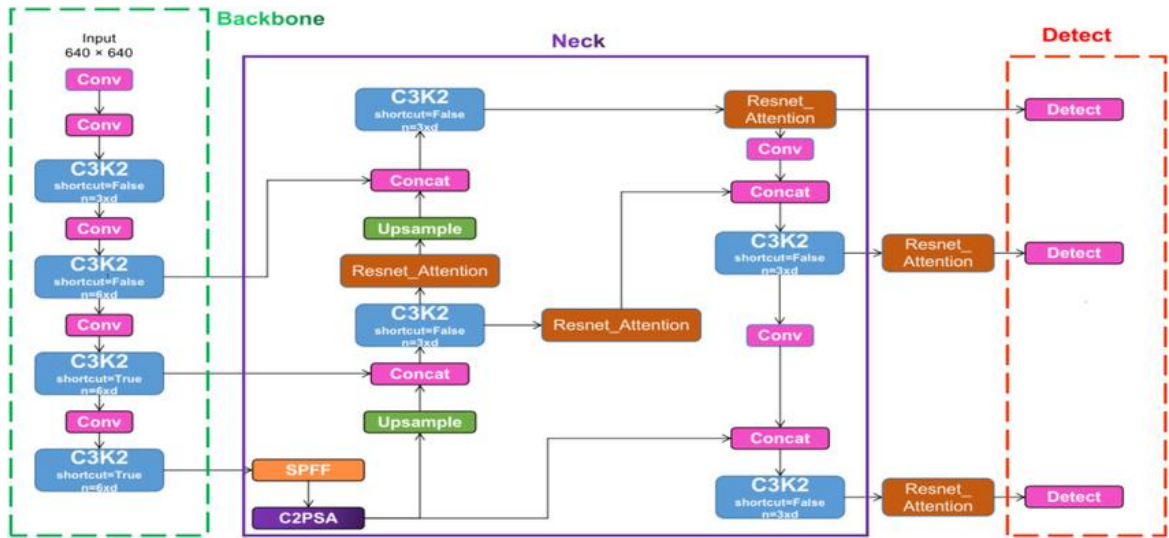 Backbone
Input
640 × 640
Conv
Conv
C3K2
shortcut=False
n=3xd
Conv
C3K2
shortcut=False
n=6xd
Conv
C3K2
shortcut=True
n=6xd
Conv
C3K2
shortcut=True
n=6xd
Neck
C3K2
shortcut=False
n=3xd
Concat
Upsample
Resnet_Attention
C3K2
shortcut=False
n=3xd
Resnet_Attention
Concat
Upsample
SPFF
C2PSA
Resnet_
Attention
Conv
Concat
C3K2
shortcut=False
n=3xd
Conv
Concat
C3K2
shortcut=False
n=3xd
Resnet_
Attention
Resnet_
Attention
Detect
Detect
Detect
Detect